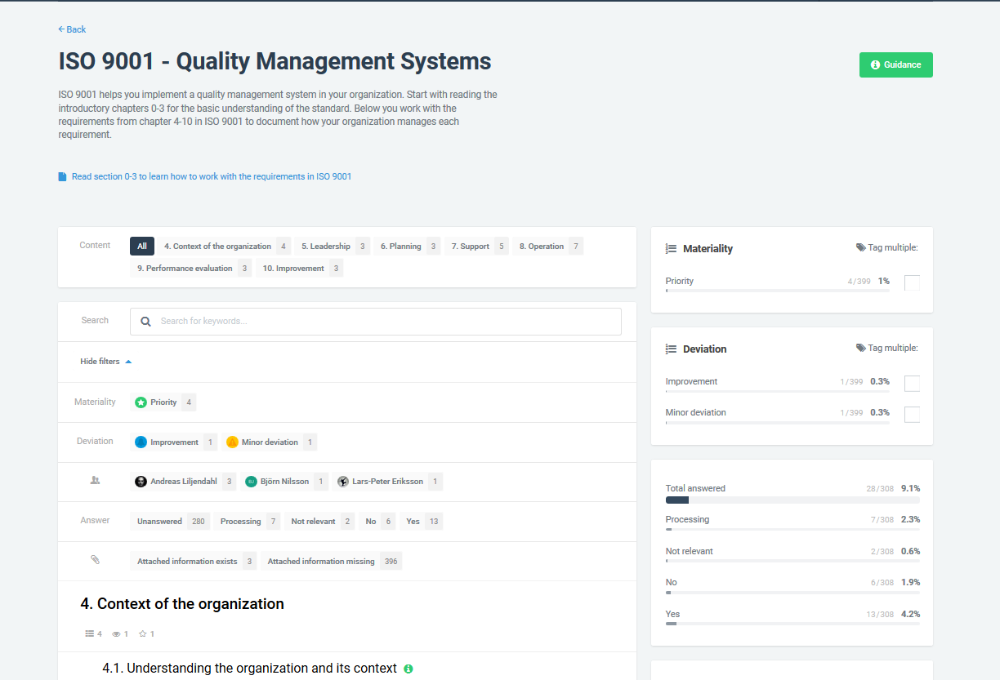 Back
ISO 9001 - Quality Management Systems
Guidance
ISO 9001 helps you implement a quality management system in your organization. Start with reading the
introductory chapters 0-3 for the basic understanding of the standard. Below you work with the
requirements from chapter 4-10 in ISO 9001 to document how your organization manages each
requirement.
Read section 0-3 to learn how to work with the requirements in ISO 9001
Content All 4. Context of the organization 4 5. Leadership 3 6. Planning 3 7. Support 5 8. Operation 7
9. Performance evaluation 3 10. Improvement 3
Search Search for keywords...
Hide filters
Materiality Priority 4
Deviation Improvement 1 Minor deviation 1
Andreas Liljendahl 3 Björn Nilsson 1 Lars-Peter Eriksson 1
Answer Unanswered 280 Processing 7 Not relevant 2 No 6 Yes 13
Attached information exists 3 Attached information missing 396
4. Context of the organization
4 1 1
4.1. Understanding the organization and its context
Materiality Tag multiple:
Priority 4/399 1%
Deviation Tag multiple:
Improvement 1/399 0.3%
Minor deviation 1/399 0.3%
Total answered 28/308 9.1%
Processing 7/308 2.3%
Not relevant 2/308 0.6%
No 6/308 1.9%
Yes 13/308 4.2%